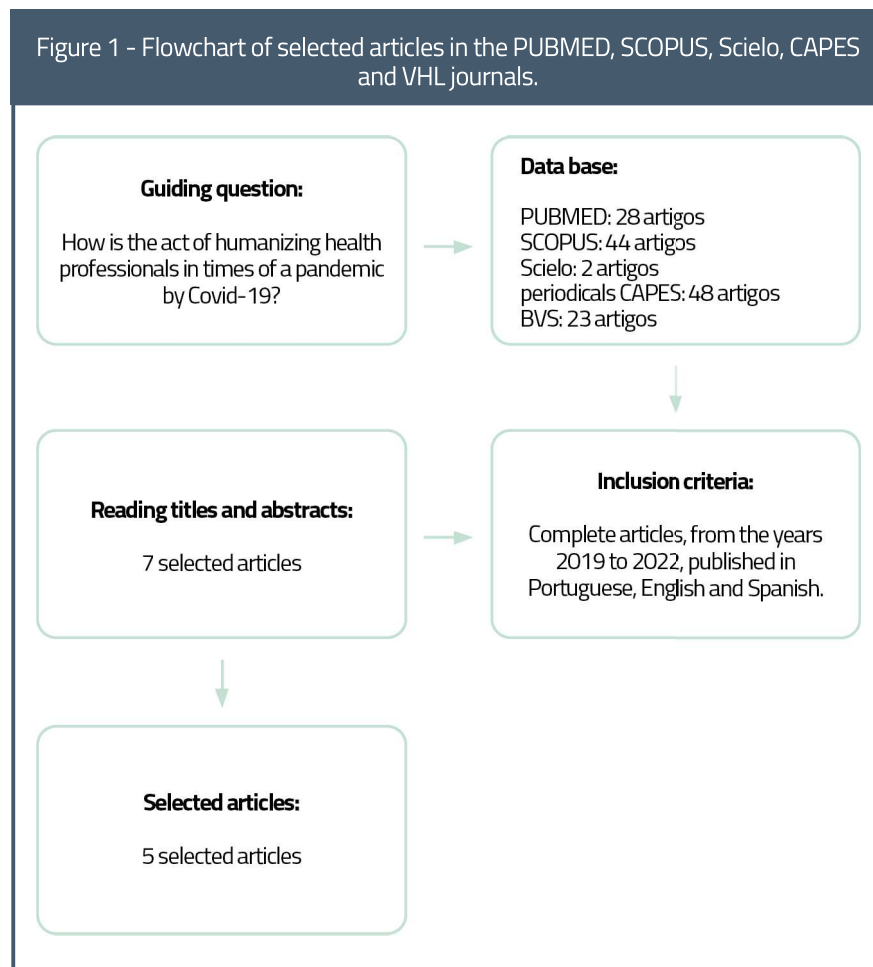 Figure 1 - Flowchart of selected articles in the PUBMED, SCOPUS, Scielo, CAPES
and VHL journals.
Guiding question:
How is the act of humanizing health
professionals in times of a pandemic
by Covid-19?
Data base:
PUBMED: 28 artigos
SCOPUS: 44 artigos
Scielo: 2 artigos
periodicals CAPES: 48 artigos
BVS: 23 artigos
Reading titles and abstracts:
7 selected articles
Inclusion criteria:
Complete articles, from the years
2019 to 2022, published in
Portuguese, English and Spanish.
Selected articles:
5 selected articles